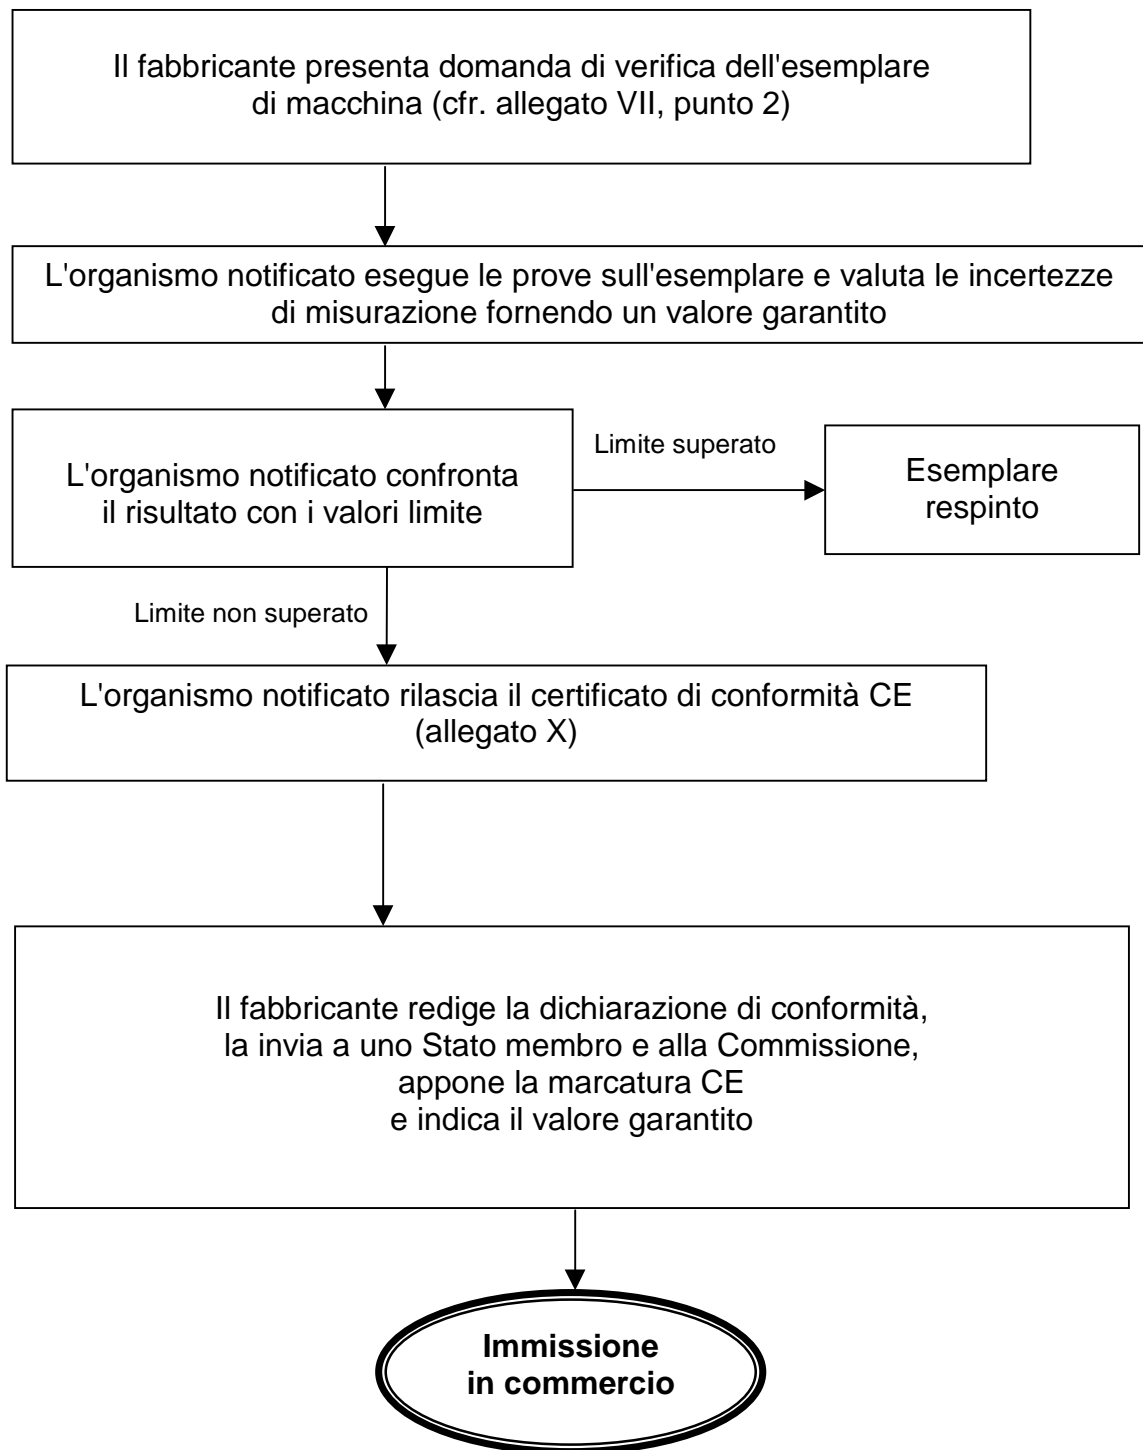 Il fabbricante presenta domanda di verifica dell'esemplare
di macchina (cfr. allegato VII, punto 2)
L'organismo notificato esegue le prove sull'esemplare e valuta le incertezze
di misurazione fornendo un valore garantito
L'organismo notificato confronta
il risultato con i valori limite
Limite superato
Esemplare
respinto
Limite non superato
L'organismo notificato rilascia il certificato di conformità CE
(allegato X)
Il fabbricante redige la dichiarazione di conformità,
la invia a uno Stato membro e alla Commissione,
appone la marcatura CE
e indica il valore garantito
Immissione
in commercio